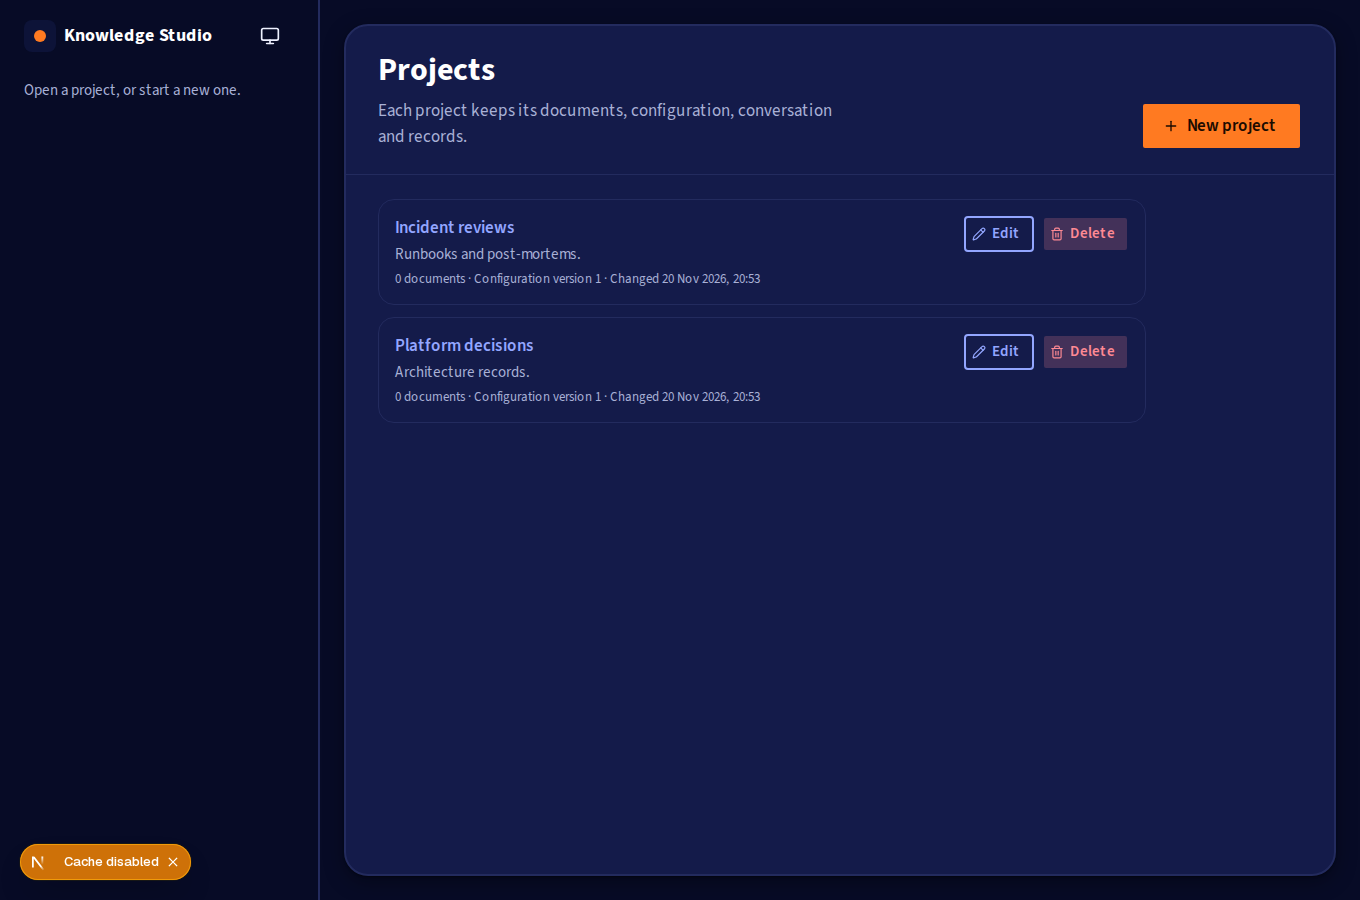 Knowledge Studio
Open a project, or start a new one.
Projects
Each project keeps its documents, configuration, conversation
and records.
New project
Incident reviews
Edit
Delete
Runbooks and post-mortems.
0 documents · Configuration version 1 · Changed 20 Nov 2026, 20:53
Platform decisions
Edit
Delete
Architecture records.
0 documents · Configuration version 1 · Changed 20 Nov 2026, 20:53
Cache disabled